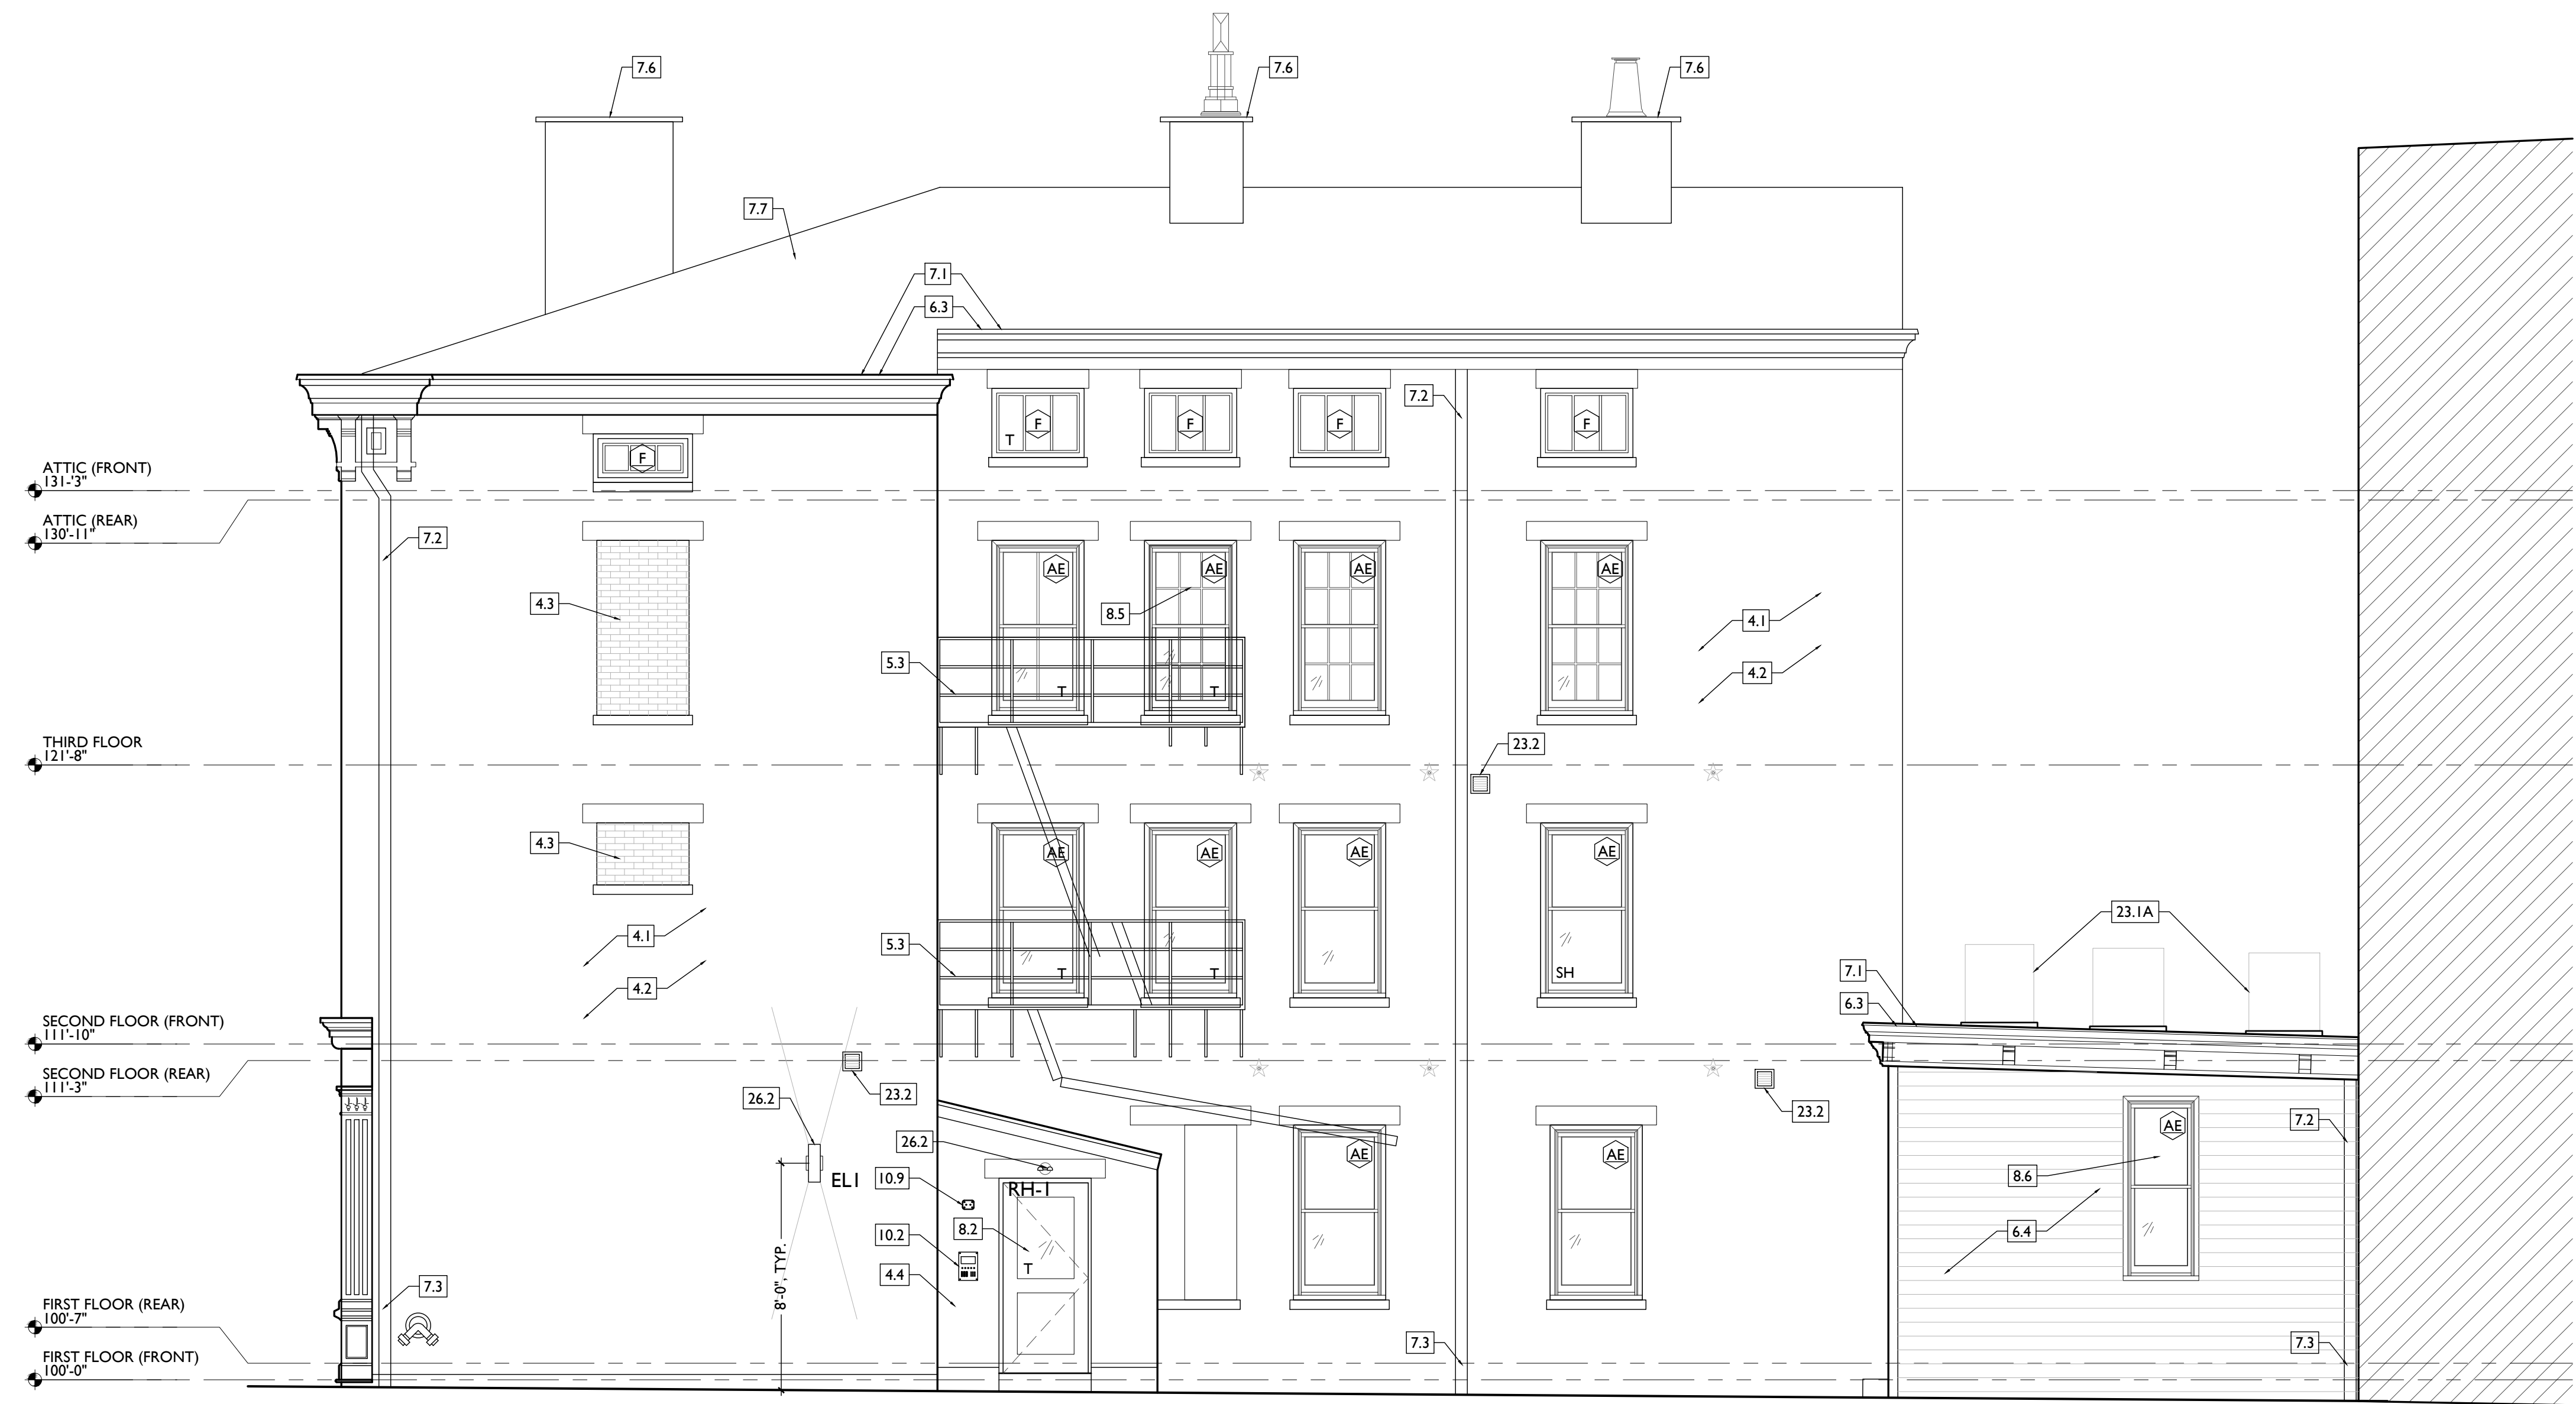 7.6
7.6
7.6
7.7
7.1
6.3
7.2
F
F
F
F
T
F
ATTIC (FRONT)
131-'3"
ATTIC (REAR)
130'-11"
7.2
AE
AE
AE
AE
4.3
8.5
4.1
5.3
4.2
T
T
THIRD FLOOR
121'-8"
23.2
4.3
AE
AE
AE
AE
23.1A
4.1
5.3
T
T
SH
7.1
4.2
6.3
SECOND FLOOR (FRONT)
111'-10"
SECOND FLOOR (REAR)
111'-3"
26.2
23.2
23.2
7.2
AE
26.2
AE
AE
EL1
10.9
RH-1
8.6
8.2
10.2
6.4
T
4.4
8'-0", TYP.
7.3
FIRST FLOOR (REAR)
100'-7"
7.3
7.3
FIRST FLOOR (FRONT)
100'-0"